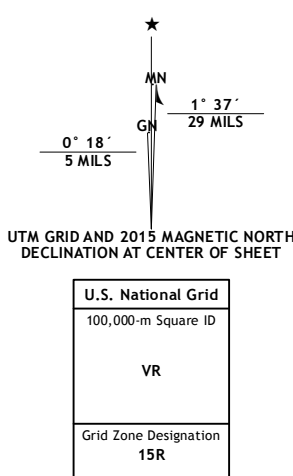 ★
MN
1° 37´
29 MILS
GN
0° 18´
5 MILS
UTM GRID AND 2015 MAGNETIC NORTH
DECLINATION AT CENTER OF SHEET
U.S. National Grid
100,000-m Square ID
VR
Grid Zone Designation
15R